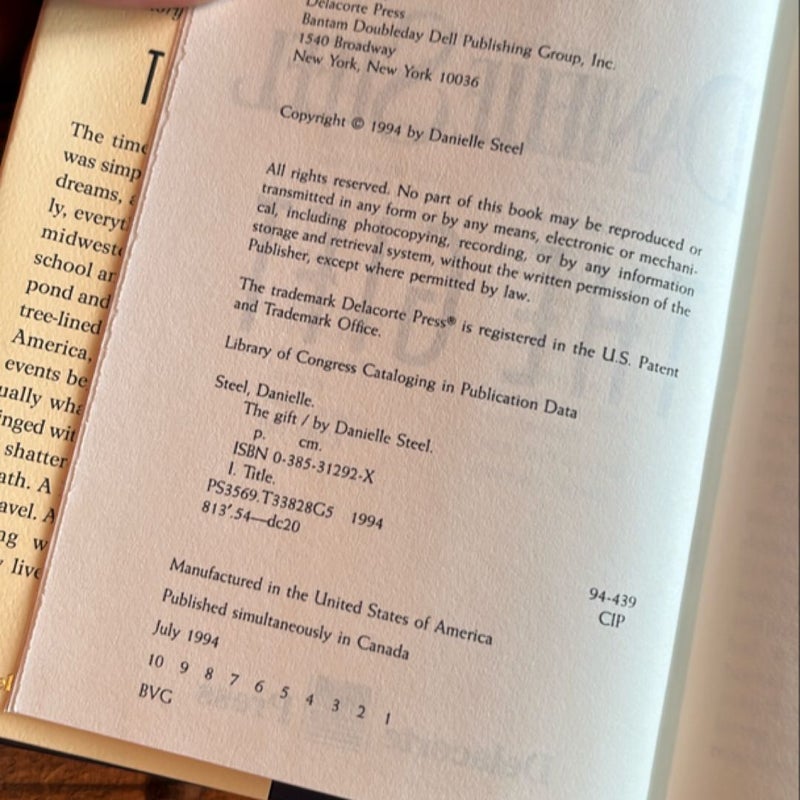 Delacorte Press
Bantam Doubleday Dell Publishing Group, Inc.
1540 Broadway
New York, New York 10036
Copyright © 1994 by Danielle Steel
All rights reserved. No part of this book may be reproduced or
transmitted in any form or by any means, electronic or mechani-
cal, including photocopying, recording, or by any information
storage and retrieval system, without the written permission of the
Publisher, except where permitted by law.
The trademark Delacorte Press® is registered in the U.S. Patent
and Trademark Office.
Library of Congress Cataloging in Publication Data
Steel, Danielle.
The gift / by Danielle Steel.
p. cm.
ISBN 0-385-31292-X
I. Title.
PS3569.T33828G5 1994
813'.54—dc20
94-439
CIP
Manufactured in the United States of America
Published simultaneously in Canada
July 1994
10 9 8 7 6 5 4 3 2 1
BVG
T
The time
was simp
dreams,
ly, everyt
midweste
school ar
pond and
tree-lined
America,
events be
ually wha
inged wit
shatter
ath. A
avel. A
ng w
live